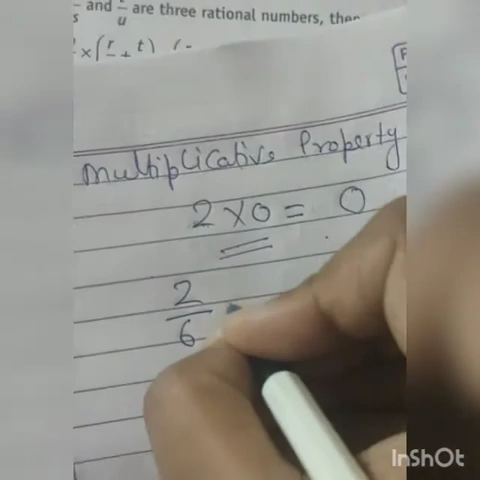 and
s
u
are three rational numbers, then
×(r + t)
Multiplicative Property
2 × 0 = 0
2
6
InShOt